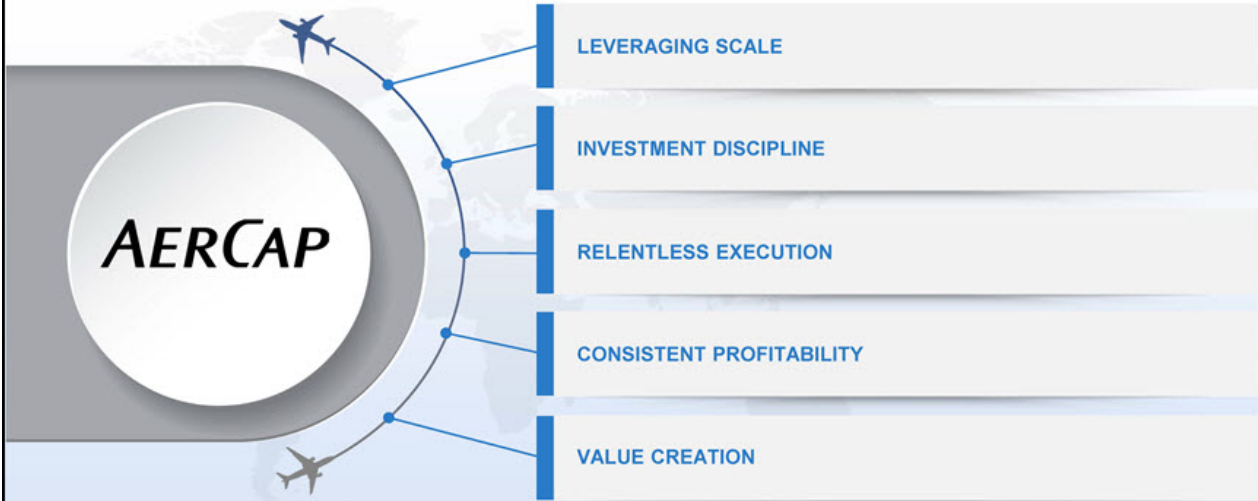 LEVERAGING SCALE
INVESTMENT DISCIPLINE
AERCAP
RELENTLESS EXECUTION
CONSISTENT PROFITABILITY
VALUE CREATION